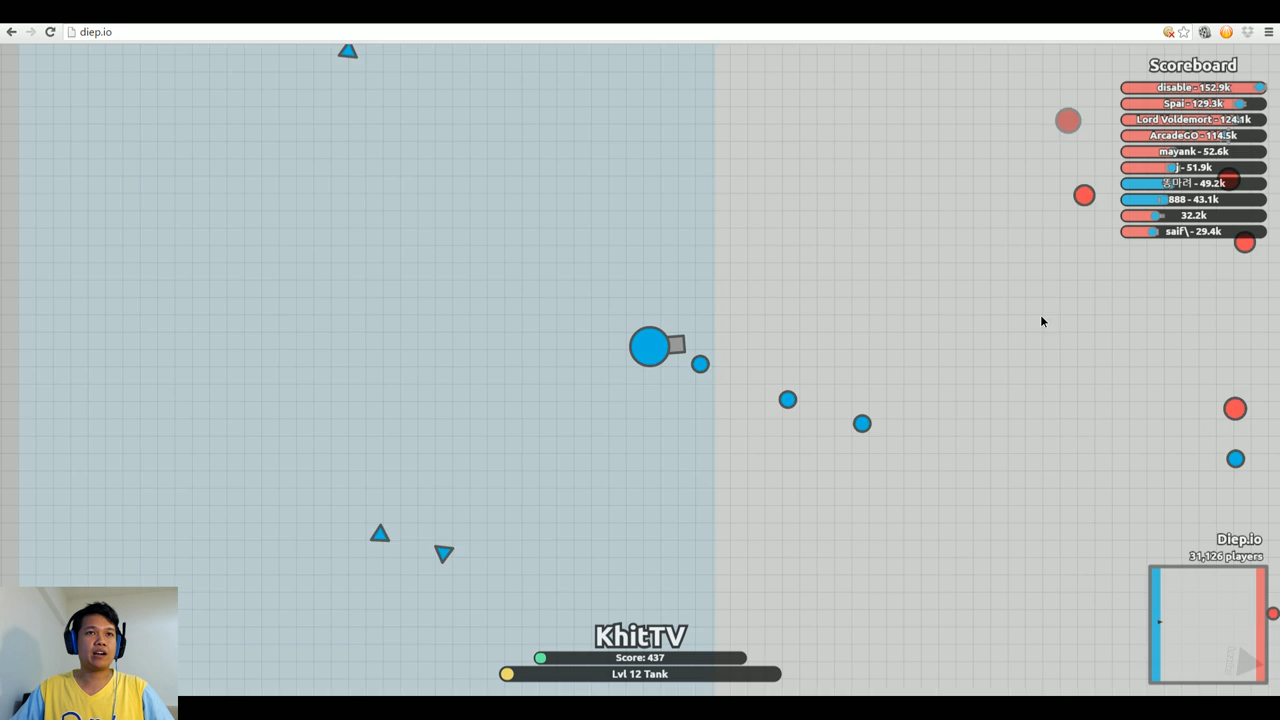 diep.io
Scoreboard
disable - 152.9k
Spai - 129.3k
Lord Voldemort - 124.1k
ArcadeGO - 114.5k
mayank - 52.6k
j - 51.9k
똥마려 - 49.2k
888 - 43.1k
32.2k
saif\ - 29.4k
Diep.io
31,126 players
KhitTV
Score: 437
Lvl 12 Tank